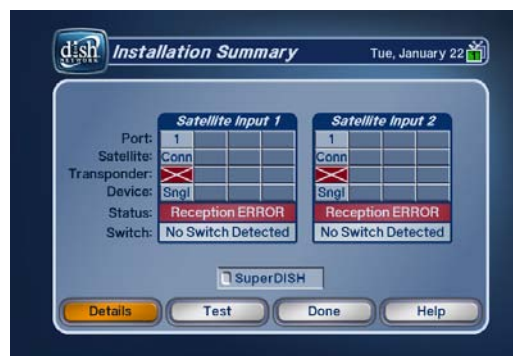 dish
NETWORK
Installation Summary
Tue, January 22
Satellite Input 1
Satellite Input 2
Port: 1 1
Satellite: Conn Conn
Transponder:
Device: Sngl Sngl
Status: Reception ERROR Reception ERROR
Switch: No Switch Detected No Switch Detected
SuperDISH
Details Test Done Help